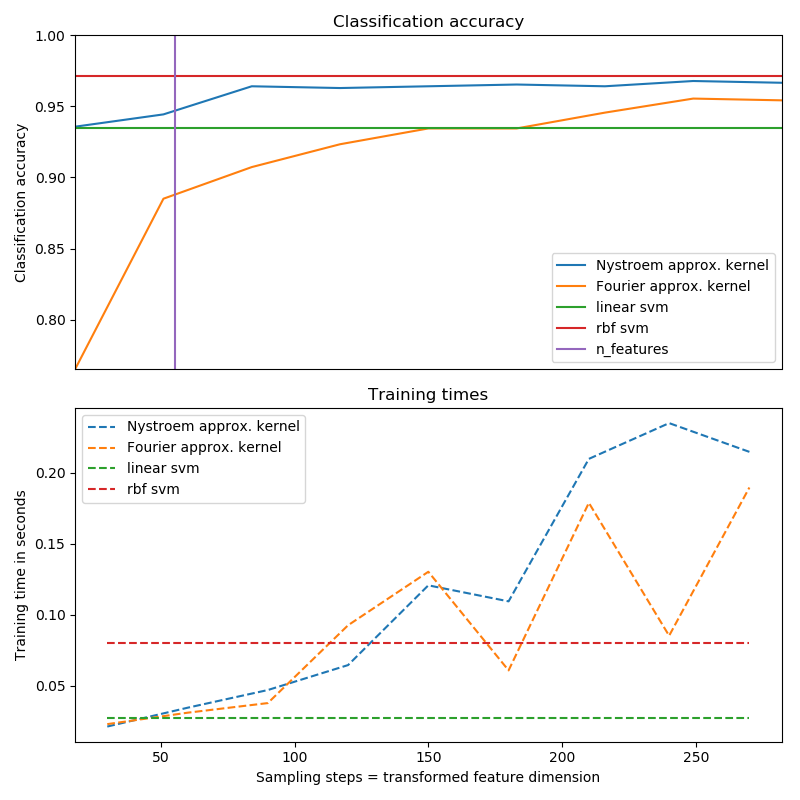 Classification accuracy
1.00
0.95
0.90
0.85
0.80
Classification accuracy
Nystroem approx. kernel
Fourier approx. kernel
linear svm
rbf svm
n_features
Training times
Nystroem approx. kernel
Fourier approx. kernel
linear svm
rbf svm
0.20
0.15
0.10
0.05
Training time in seconds
50 100 150 200 250
Sampling steps = transformed feature dimension